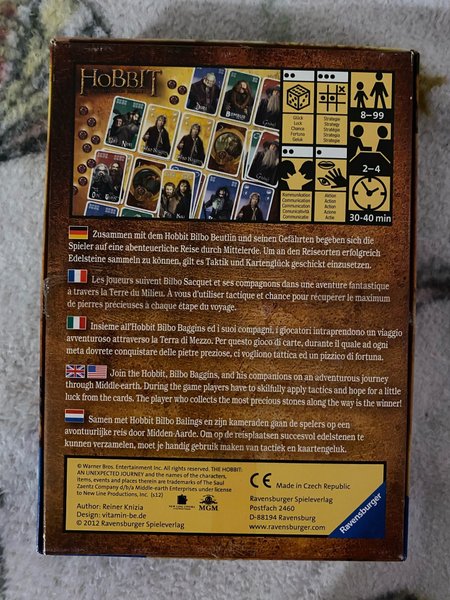 THE
HOBBIT
DORI
BOMBUR
BILBO BAGGINS
8–99
Glück
Luck
Chance
Fortuna
Geluk
Strategie
Strategy
Stratégie
Strategia
Strategie
2–4
Kommunikation
Communication
Communication
Comunicatività
Communicatie
Aktion
Action
Action
Azione
Actie
30-40 min
Zusammen mit dem Hobbit Bilbo Beutlin und seinen Gefährten begeben sich die
Spieler auf eine abenteuerliche Reise durch Mittelerde. Um an den Reiseorten erfolgreich
Edelsteine sammeln zu können, gilt es Taktik und Kartenglück geschickt einzusetzen.
Les joueurs suivent Bilbo Sacquet et ses compagnons dans une aventure fantastique
à travers la Terre du Milieu. À vous d'utiliser tactique et chance pour récupérer le maximum
de pierres précieuses à chaque étape du voyage.
Insieme all'Hobbit Bilbo Baggins ed i suoi compagni, i giocatori intraprendono un viaggio
avventuroso attraverso la Terra di Mezzo. Per questo gioco di carte, durante il quale ad ogni
meta dovrete conquistare delle pietre preziose, ci vogliono tattica ed un pizzico di fortuna.
Join the Hobbit, Bilbo Baggins, and his companions on an adventurous journey
through Middle-earth. During the game players have to skilfully apply tactics and hope for a little
luck from the cards. The player who collects the most precious stones along the way is the winner!
Samen met Hobbit Bilbo Balings en zijn kameraden gaan de spelers op een
avontuurlijke reis door Midden-Aarde. Om op de reisplaatsen succesvol edelstenen te
kunnen verzamelen, moet je handig gebruik maken van tactiek en kaartengeluk.
© Warner Bros. Entertainment Inc. All rights reserved. THE HOBBIT:
AN UNEXPECTED JOURNEY and the names of the characters,
items, events and places therein are trademarks of The Saul
Zaentz Company d/b/a Middle-earth Enterprises under license
to New Line Productions, Inc. (s12)
Author: Reiner Knizia
Design: vitamin-be.de
© 2012 Ravensburger Spieleverlag
NEW LINE CINEMA
MGM
CE Made in Czech Republic
Ravensburger Spieleverlag
Postfach 2460
D-88194 Ravensburg
www.ravensburger.com
Ravensburger